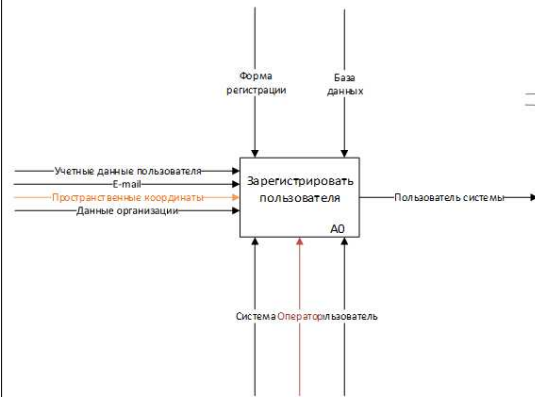 Форма
регистрации
База
данных
Учетные данные пользователя
E-mail
Пространственные координаты
Данные организации
Зарегистрировать
пользователя
A0
Пользователь системы
Система Оператор льзователь